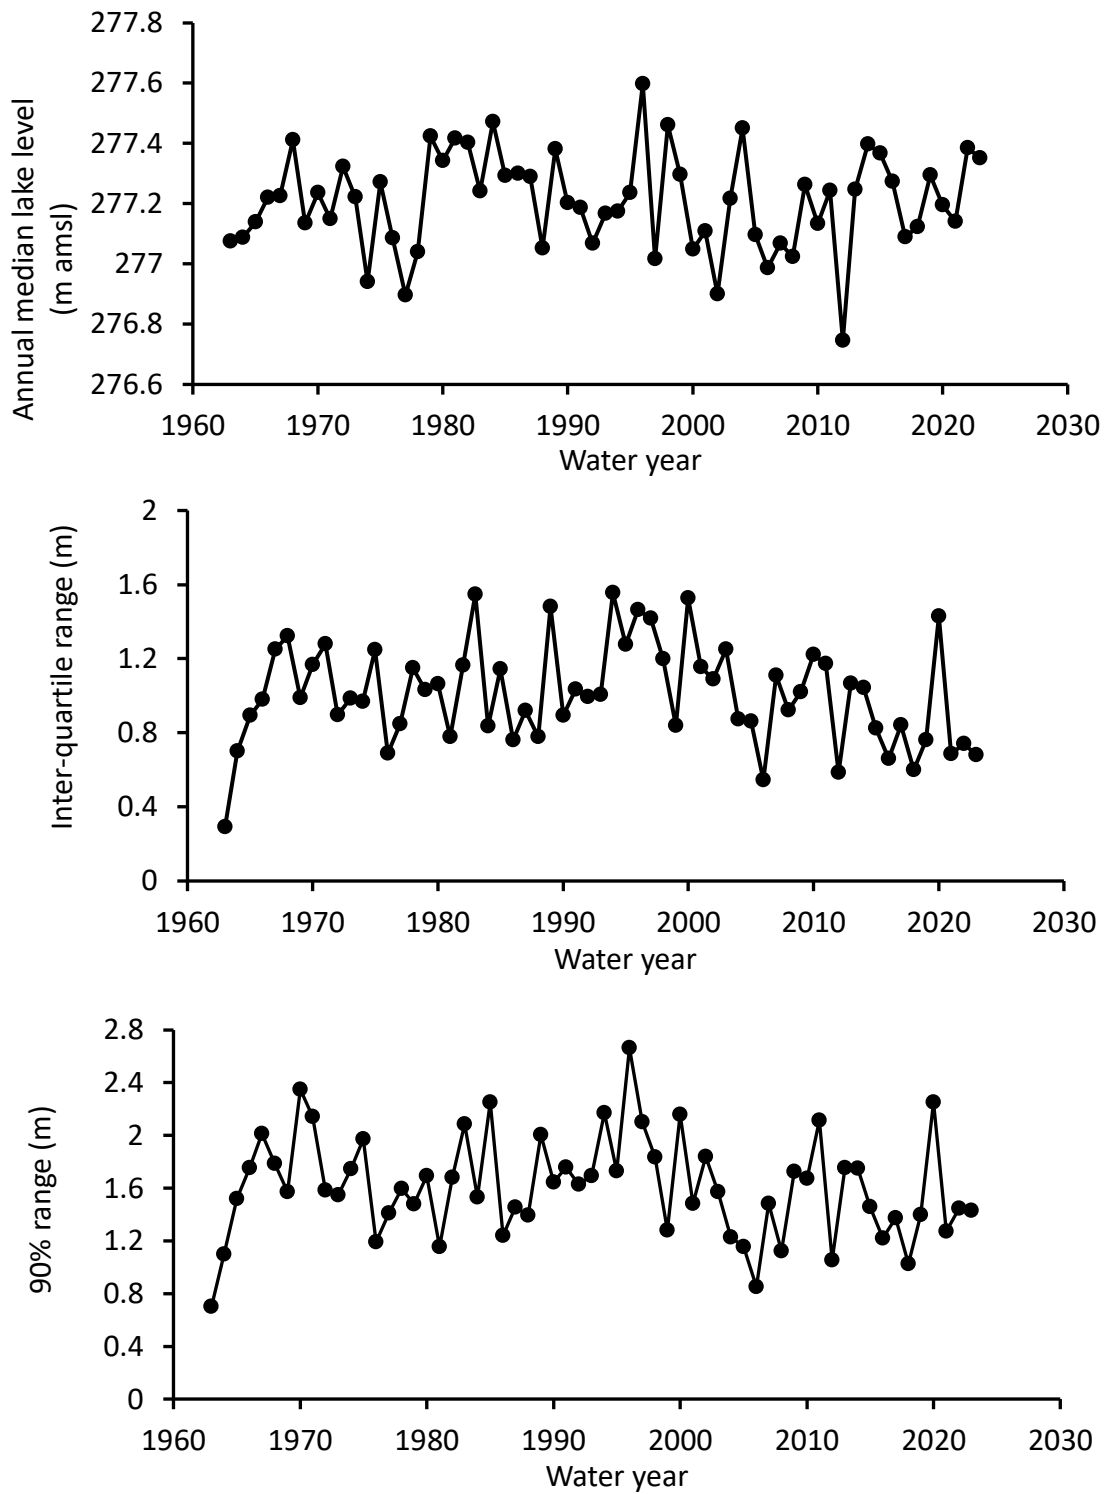 277.8
277.6
277.4
277.2
277
276.8
276.6
Annual median lake level
(m amsl)
1960 1970 1980 1990 2000 2010 2020 2030
Water year
2
1.6
1.2
0.8
0.4
0
Inter-quartile range (m)
1960 1970 1980 1990 2000 2010 2020 2030
Water year
2.8
2.4
2
1.6
1.2
0.8
0.4
0
90% range (m)
1960 1970 1980 1990 2000 2010 2020 2030
Water year